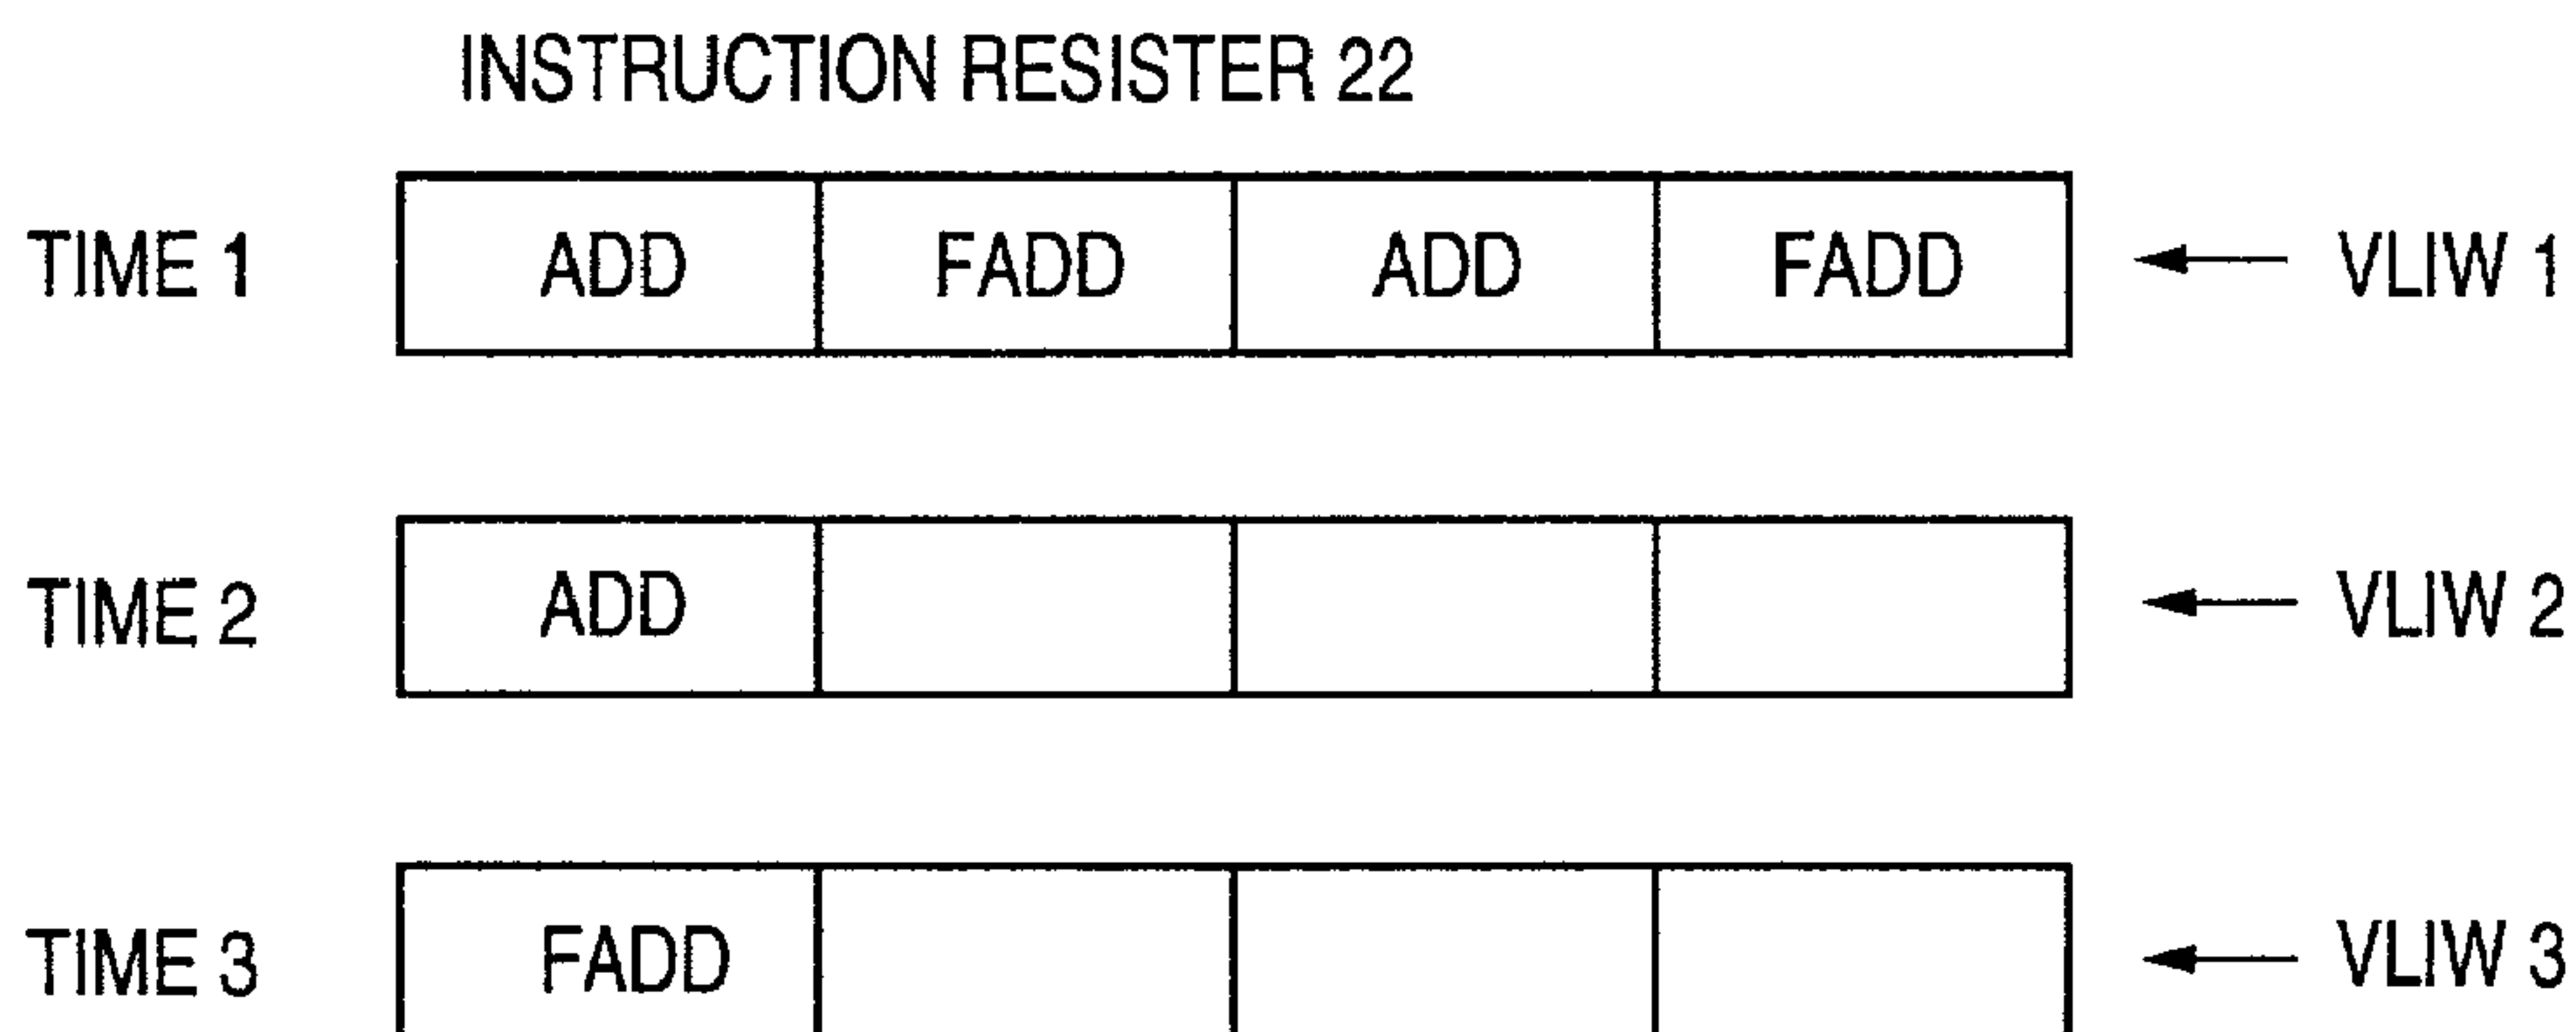 INSTRUCTION RESISTER 22
TIME 1 ADD FADD ADD FADD VLIW 1
TIME 2 ADD VLIW 2
TIME 3 FADD VLIW 3